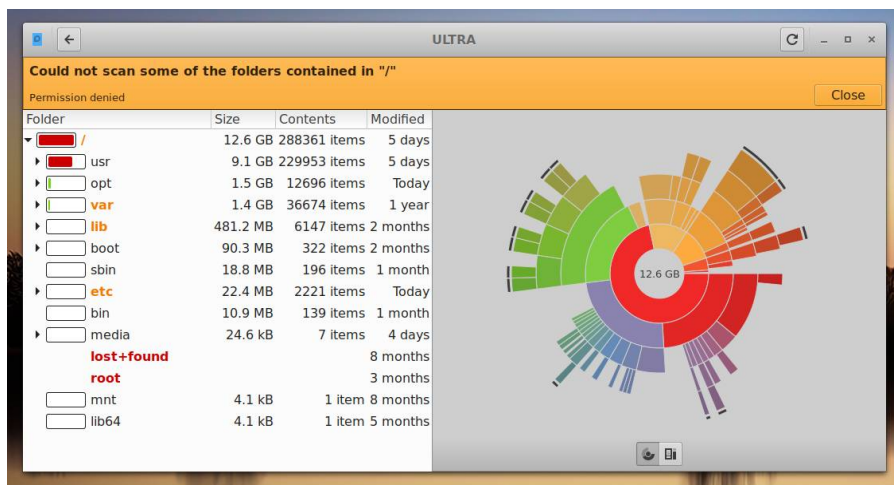 ULTRA
Could not scan some of the folders contained in "/"
Permission denied
Close
Folder Size Contents Modified
/ 12.6 GB 288361 items 5 days
usr 9.1 GB 229953 items 5 days
opt 1.5 GB 12696 items Today
var 1.4 GB 36674 items 1 year
lib 481.2 MB 6147 items 2 months
boot 90.3 MB 322 items 2 months
sbin 18.8 MB 196 items 1 month
etc 22.4 MB 2221 items Today
bin 10.9 MB 139 items 1 month
media 24.6 kB 7 items 4 days
lost+found 8 months
root 3 months
mnt 4.1 kB 1 item 8 months
lib64 4.1 kB 1 item 5 months
12.6 GB